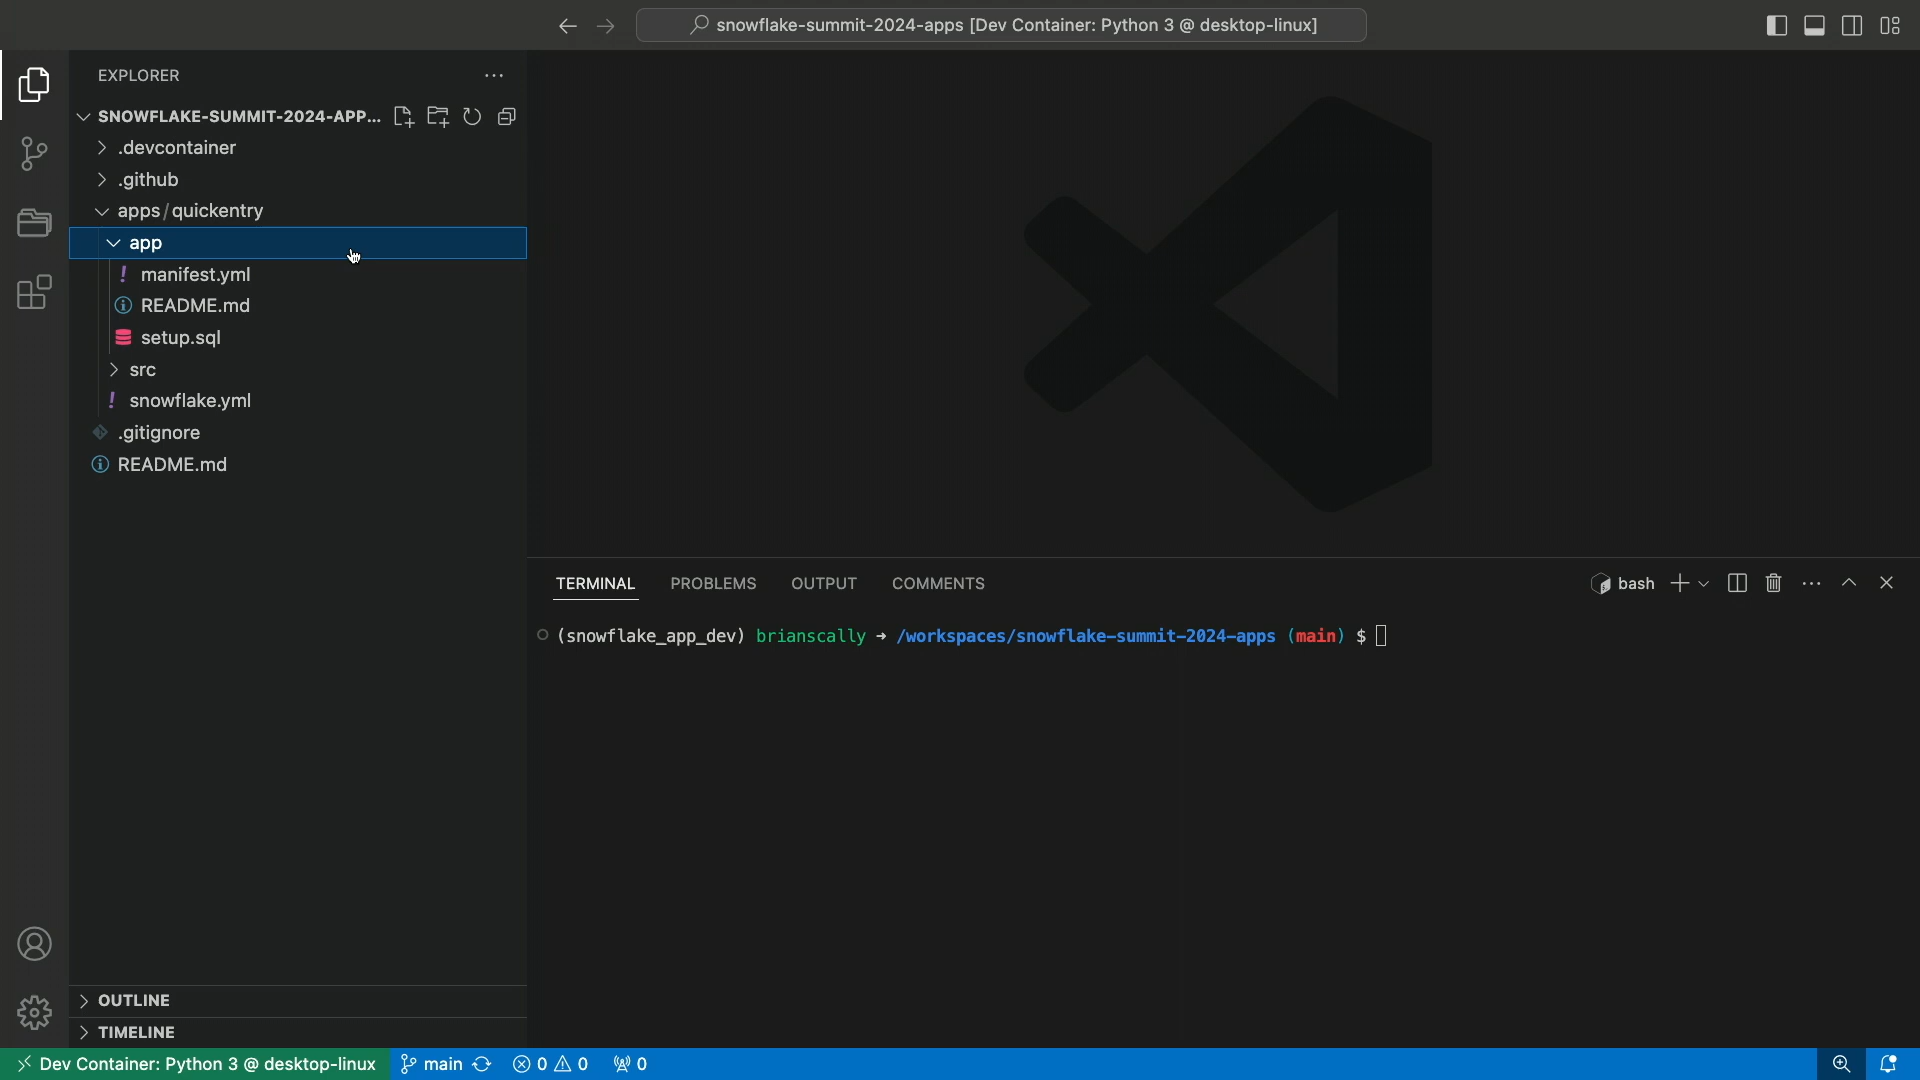 snowflake-summit-2024-apps [Dev Container: Python 3 @ desktop-linux]
EXPLORER
SNOWFLAKE-SUMMIT-2024-APP...
.devcontainer
.github
apps / quickentry
app
! manifest.yml
README.md
setup.sql
src
! snowflake.yml
.gitignore
README.md
OUTLINE
TIMELINE
TERMINAL PROBLEMS OUTPUT COMMENTS
bash
(snowflake_app_dev) brianscally → /workspaces/snowflake-summit-2024-apps (main) $
Dev Container: Python 3 @ desktop-linux main 0 0 0